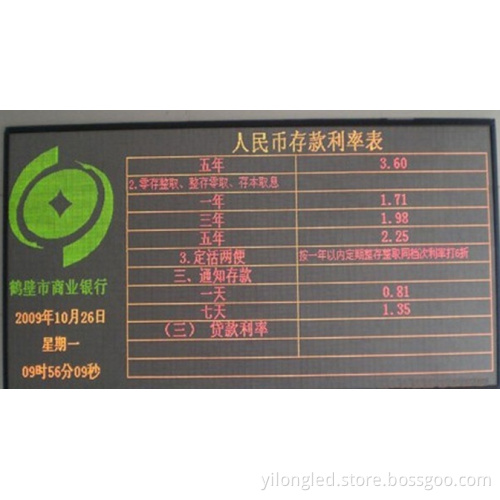 人民币存款利率表
五年 3.60
2.零存整取、整存零取、存本取息
一年 1.71
三年 1.98
五年 2.25
3.定活两便 按一年以内定期整存整取同档次利率打6折
三、通知存款
一天 0.81
七天 1.35
（三）贷款利率
鹤壁市商业银行
2009年10月26日
星期一
09时56分09秒
yilongled.store.bossgoo.com